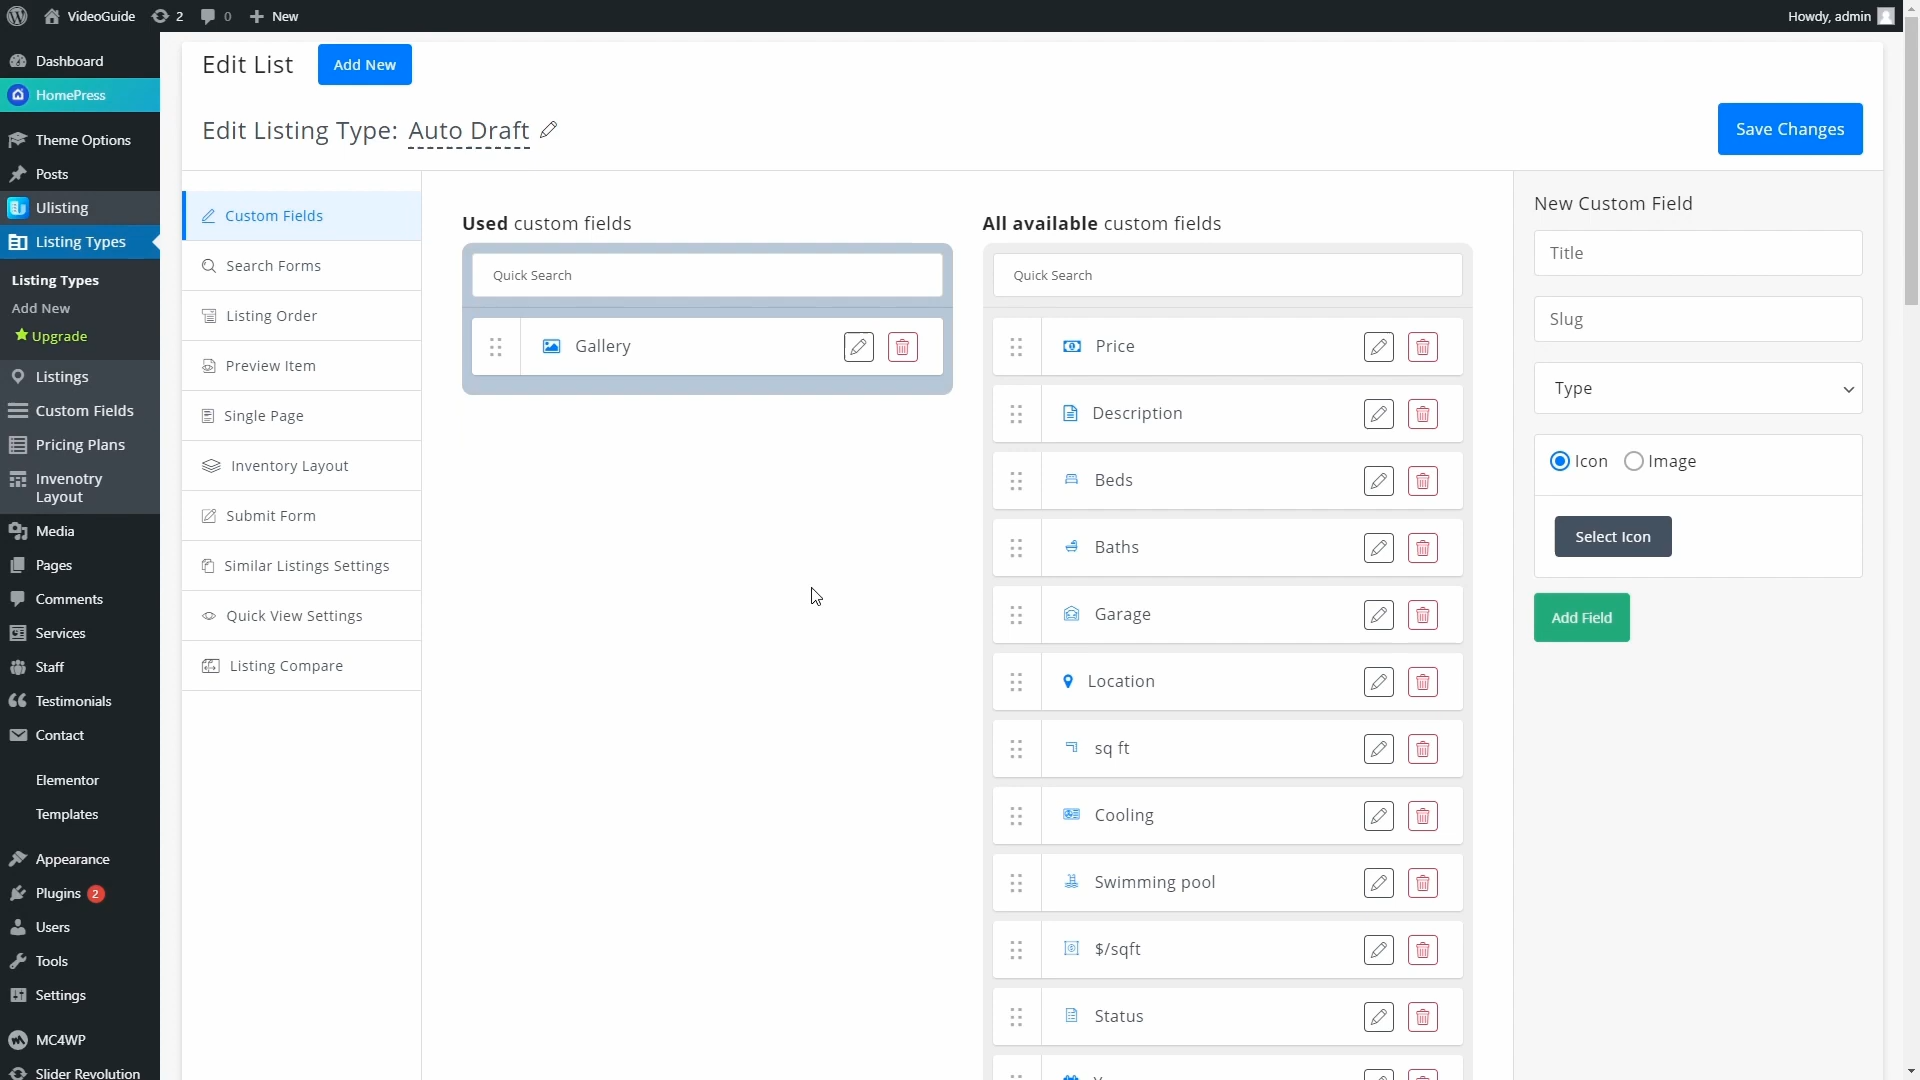 VideoGuide
2
0
New
Howdy, admin
Dashboard
HomePress
Theme Options
Posts
Ulisting
Listing Types
Listing Types
Add New
Upgrade
Listings
Custom Fields
Pricing Plans
Invenotry
Layout
Media
Pages
Comments
Services
Staff
Testimonials
Contact
Elementor
Templates
Appearance
Plugins 2
Users
Tools
Settings
MC4WP
Slider Revolution
Edit List
Add New
Edit Listing Type: Auto Draft
Save Changes
Custom Fields
Search Forms
Listing Order
Preview Item
Single Page
Inventory Layout
Submit Form
Similar Listings Settings
Quick View Settings
Listing Compare
Used custom fields
Quick Search
Gallery
All available custom fields
Quick Search
Price
Description
Beds
Baths
Garage
Location
sq ft
Cooling
Swimming pool
$/sqft
Status
New Custom Field
Title
Slug
Type
Icon
Image
Select Icon
Add Field